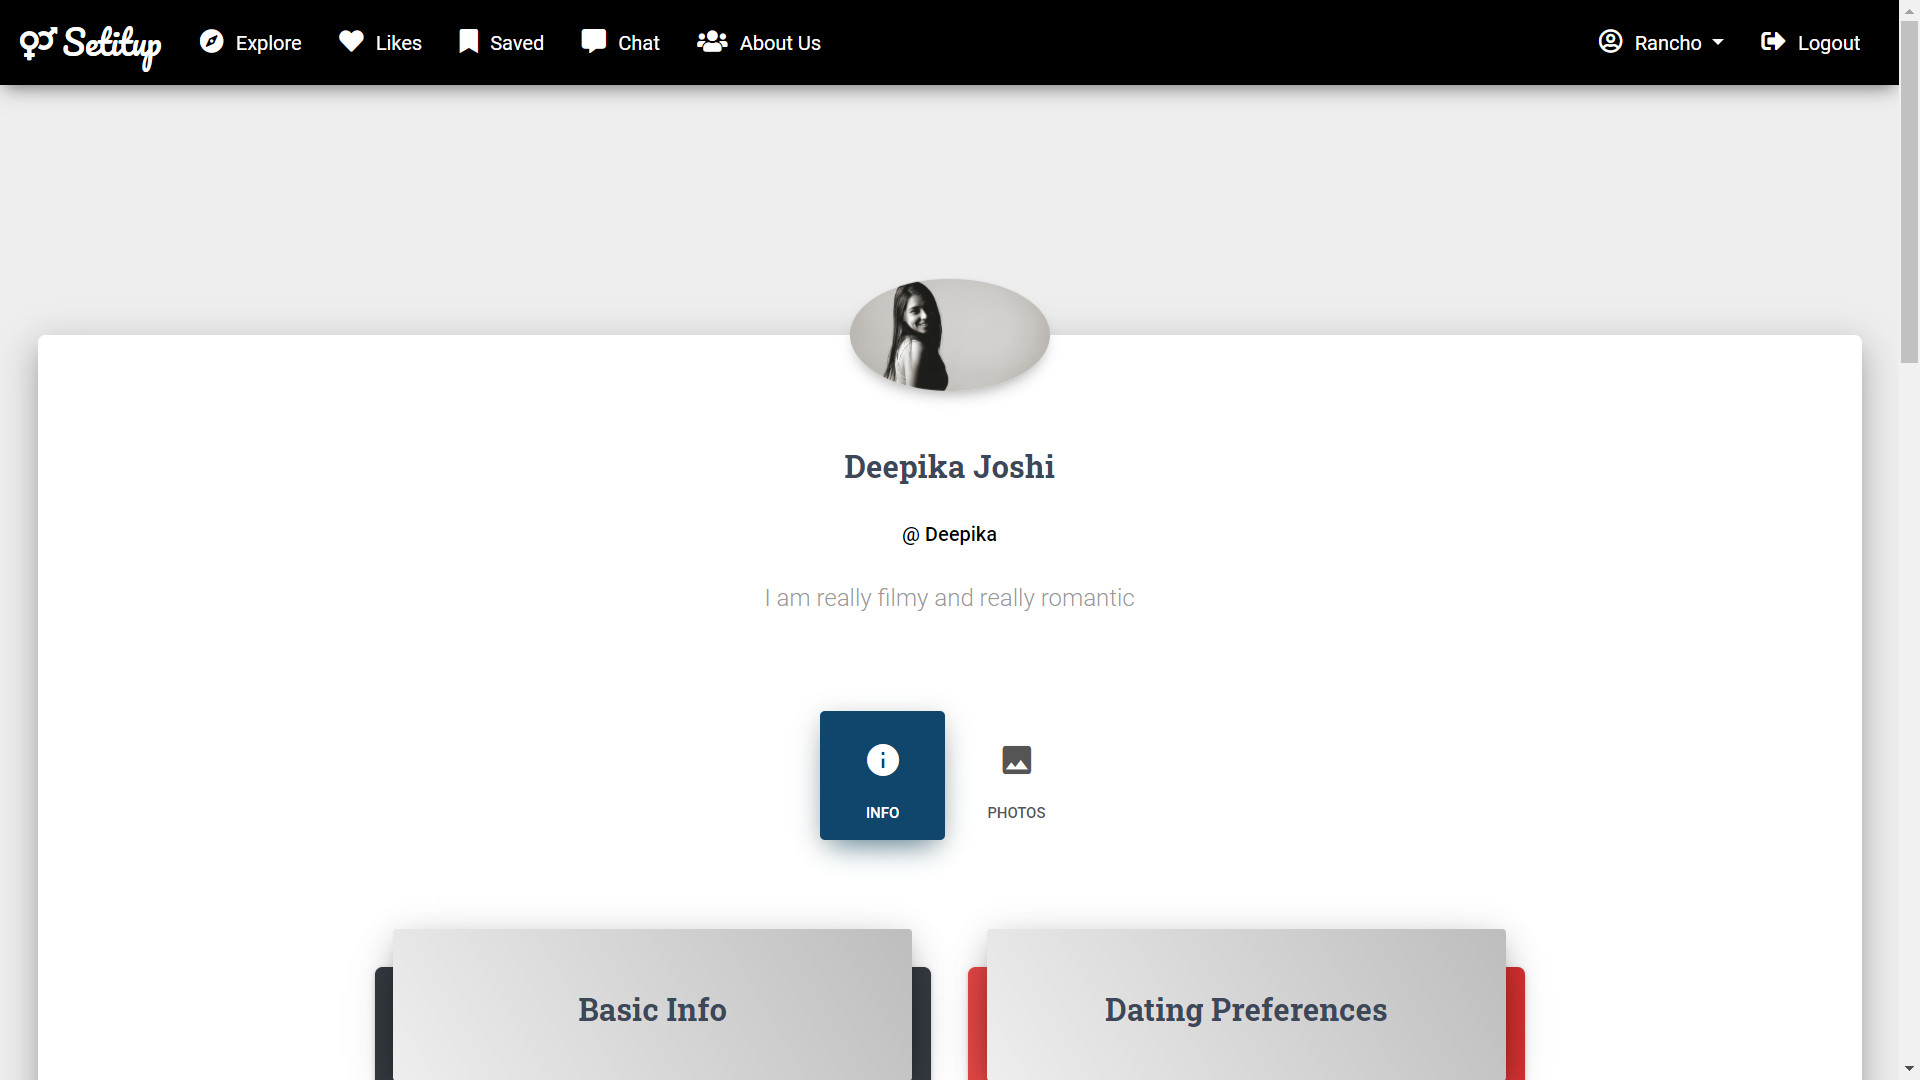 Setitup Explore Likes Saved Chat About Us Rancho Logout
Deepika Joshi
@ Deepika
I am really filmy and really romantic
INFO PHOTOS
Basic Info Dating Preferences